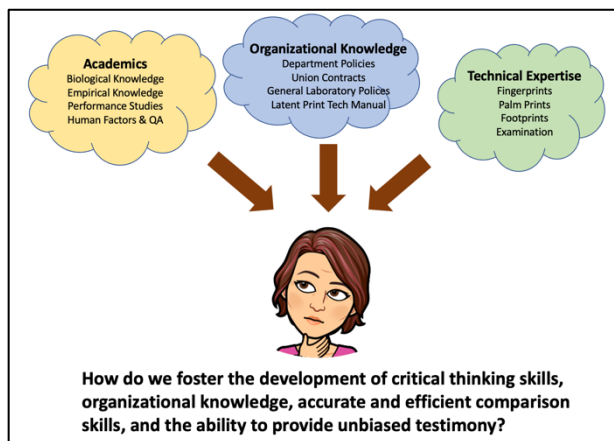 Academics
Biological Knowledge
Empirical Knowledge
Performance Studies
Human Factors & QA
Organizational Knowledge
Department Policies
Union Contracts
General Laboratory Polices
Latent Print Tech Manual
Technical Expertise
Fingerprints
Palm Prints
Footprints
Examination
How do we foster the development of critical thinking skills,
organizational knowledge, accurate and efficient comparison
skills, and the ability to provide unbiased testimony?